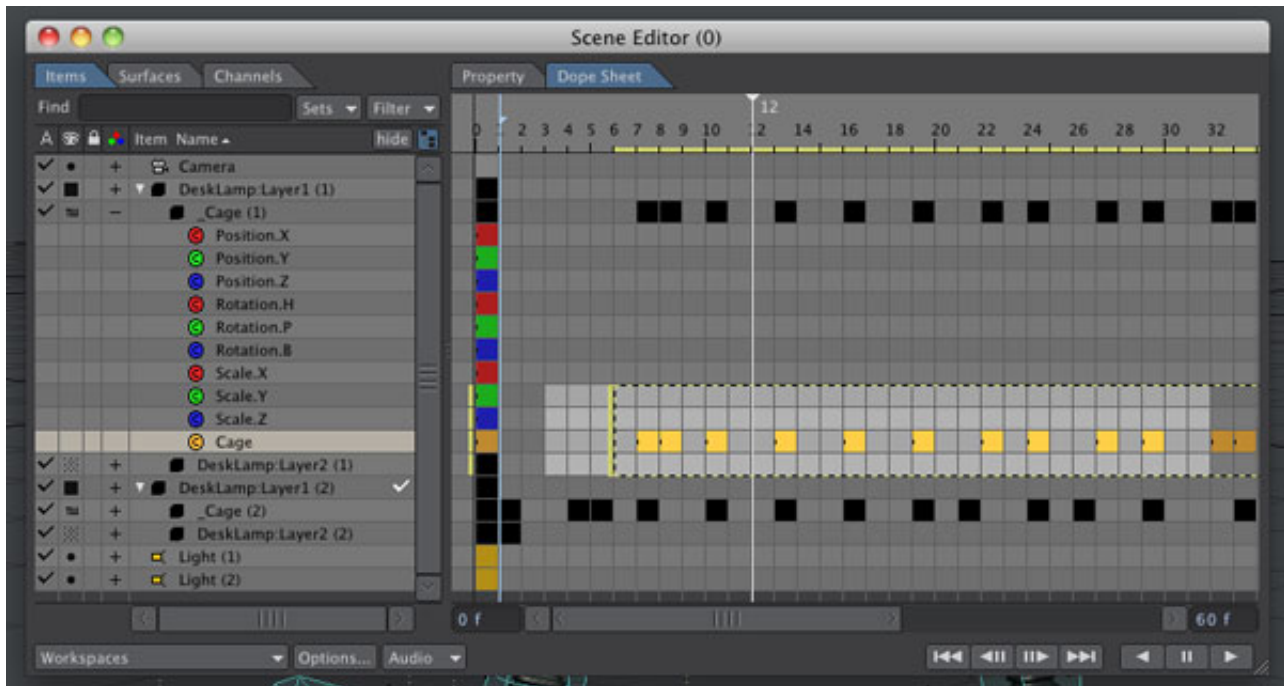 Scene Editor (0)
Items Surfaces Channels
Property Dope Sheet
Find Sets Filter
12
A Item Name hide
0 2 3 4 5 6 7 8 9 10 2 14 16 18 20 22 24 26 28 30 32
Camera
DeskLamp:Layer1 (1)
_Cage (1)
Position.X
Position.Y
Position.Z
Rotation.H
Rotation.P
Rotation.B
Scale.X
Scale.Y
Scale.Z
Cage
DeskLamp:Layer2 (1)
DeskLamp:Layer1 (2)
_Cage (2)
DeskLamp:Layer2 (2)
Light (1)
Light (2)
0 f 60 f
Workspaces Options... Audio